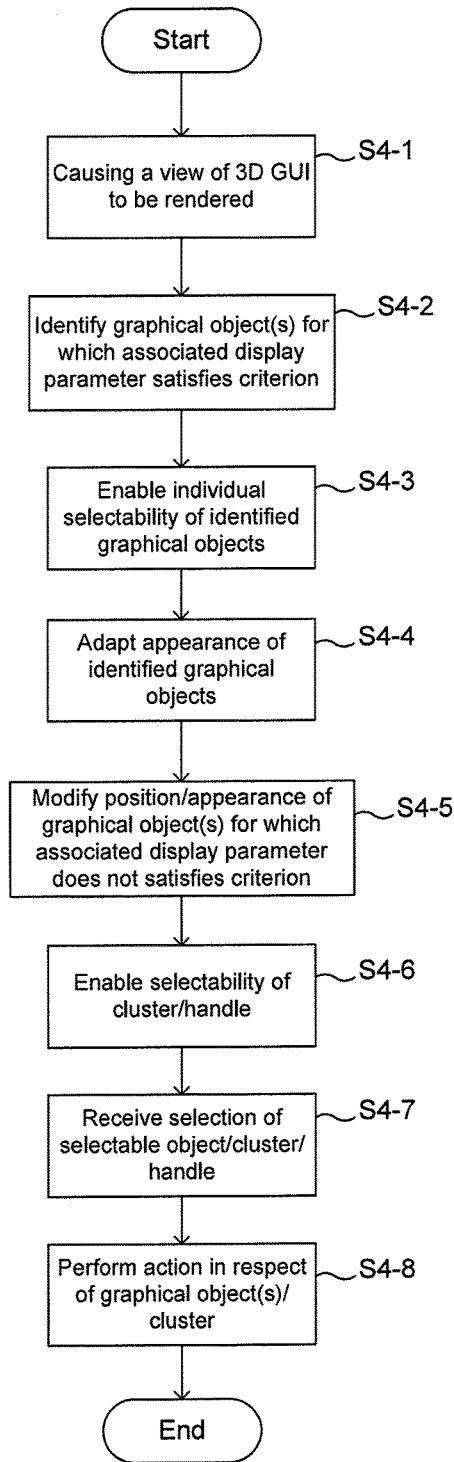 Start
S4-1
Causing a view of 3D GUI
to be rendered
S4-2
Identify graphical object(s) for
which associated display
parameter satisfies criterion
S4-3
Enable individual
selectability of identified
graphical objects
S4-4
Adapt appearance of
identified graphical
objects
S4-5
Modify position/appearance of
graphical object(s) for which
associated display parameter
does not satisfies criterion
S4-6
Enable selectability of
cluster/handle
S4-7
Receive selection of
selectable object/cluster/
handle
S4-8
Perform action in respect
of graphical object(s)/
cluster
End